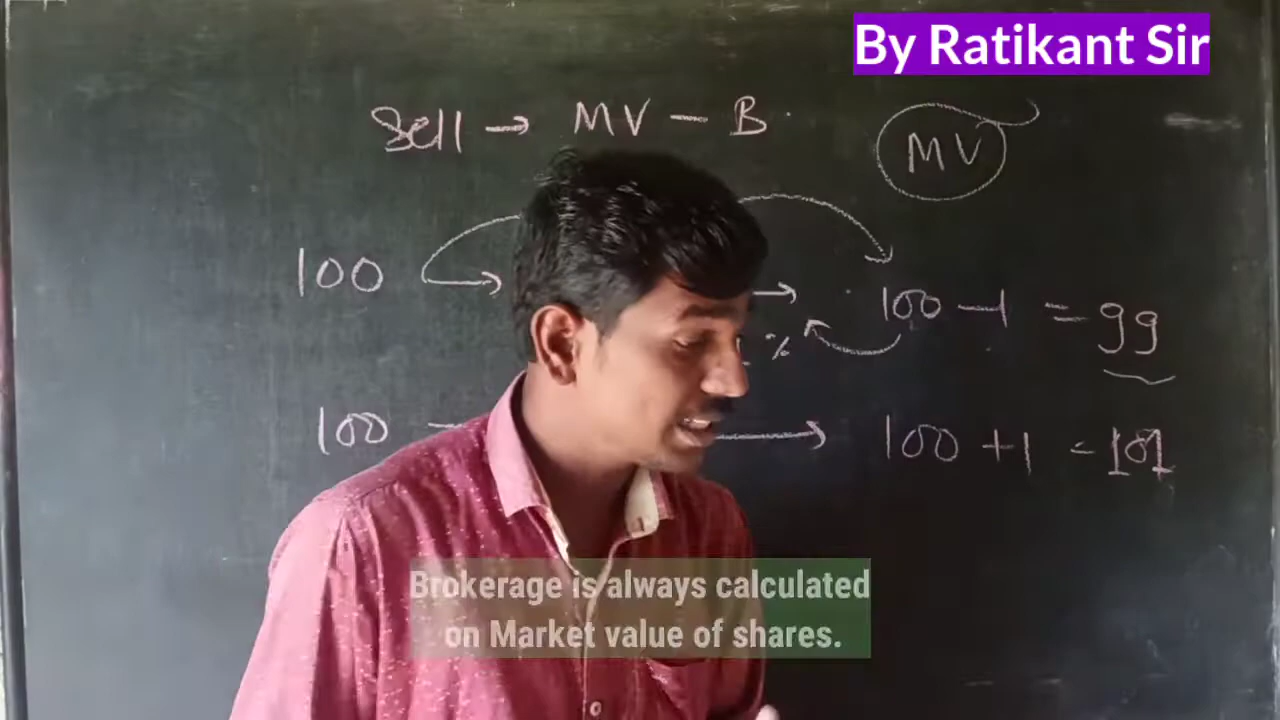 By Ratikant Sir
Sell → MV - B.
MV
100 → 100 - 1 = 99
%
100 → 100 + 1 = 101
Brokerage is always calculated
on Market value of shares.